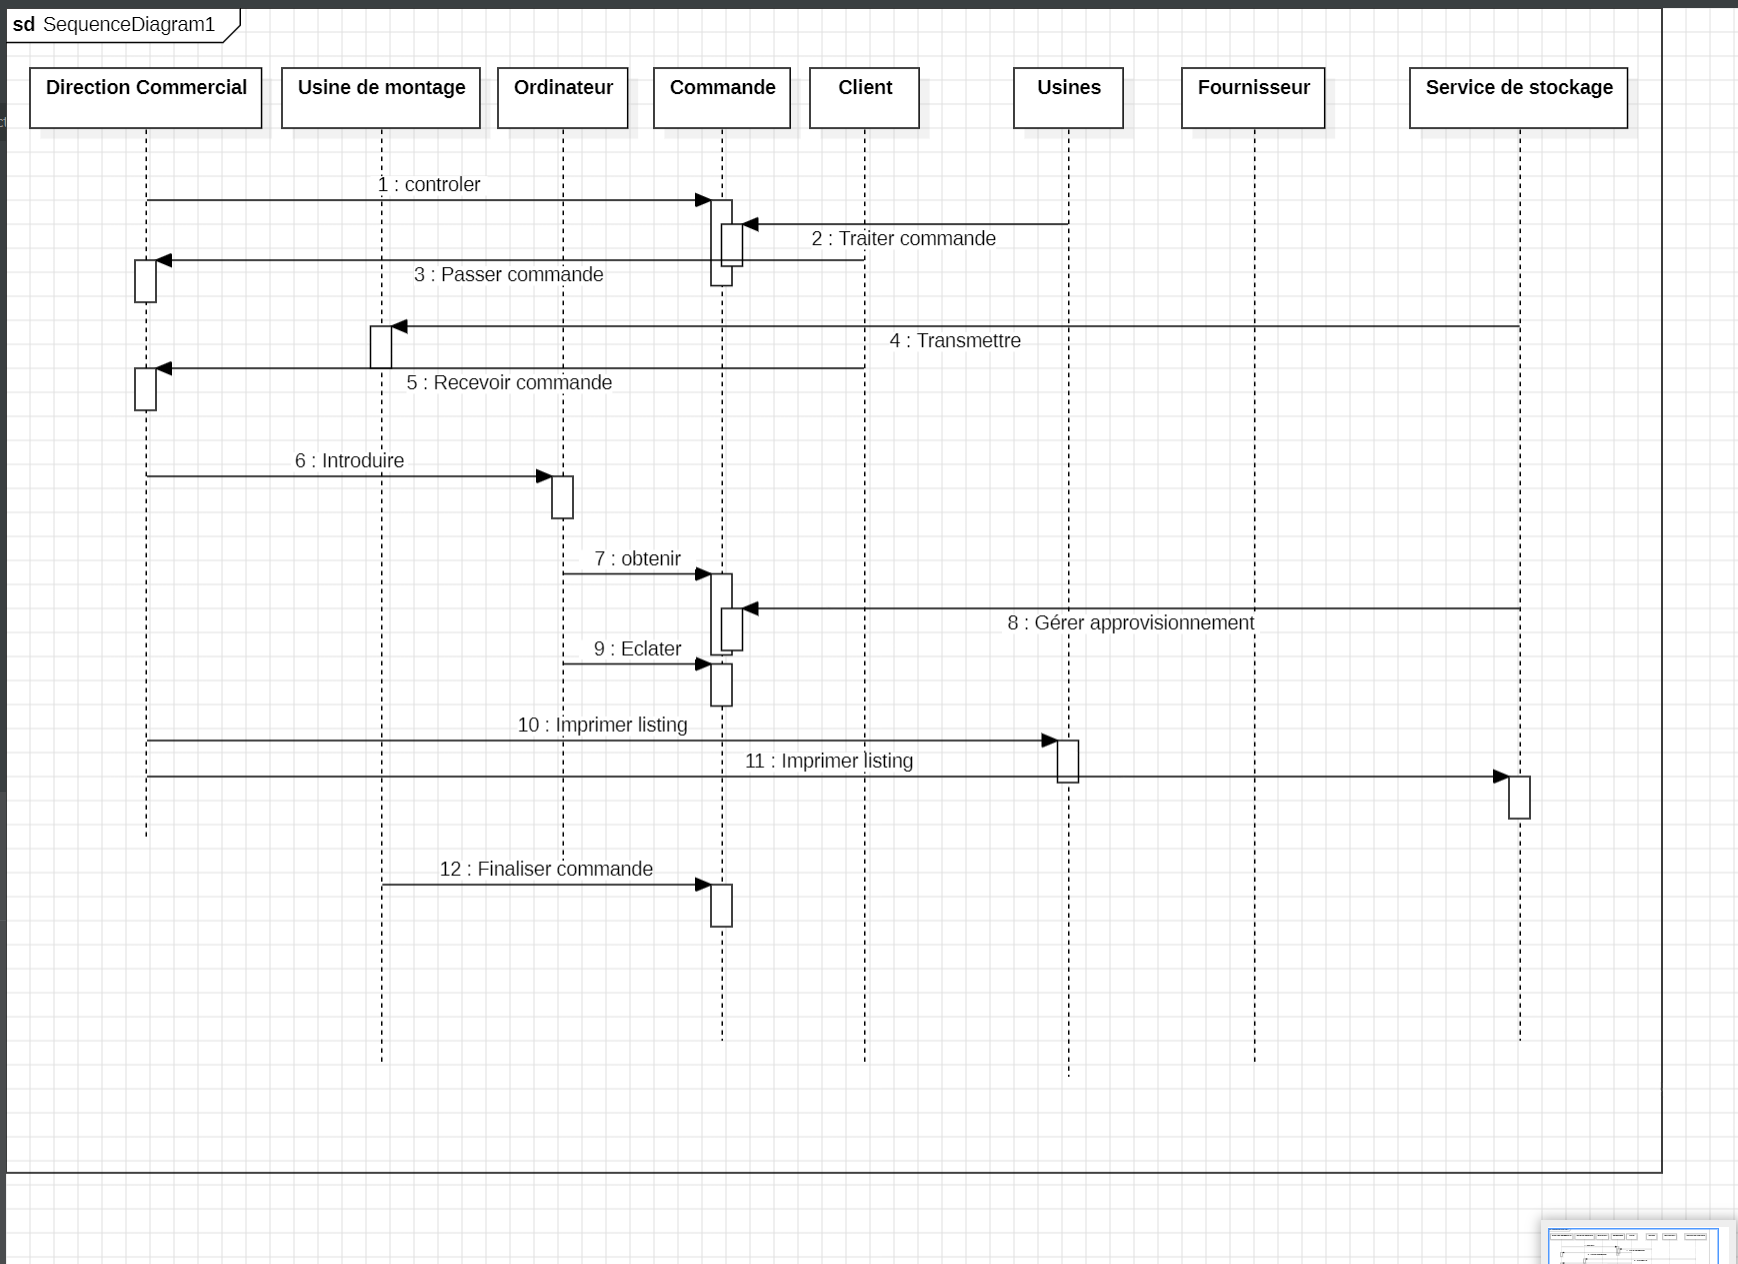 sd SequenceDiagram1
Direction Commercial
Usine de montage
Ordinateur
Commande
Client
Usines
Fournisseur
Service de stockage
1 : controler
2 : Traiter commande
3 : Passer commande
4 : Transmettre
5 : Recevoir commande
6 : Introduire
7 : obtenir
8 : Gérer approvisionnement
9 : Eclater
10 : Imprimer listing
11 : Imprimer listing
12 : Finaliser commande